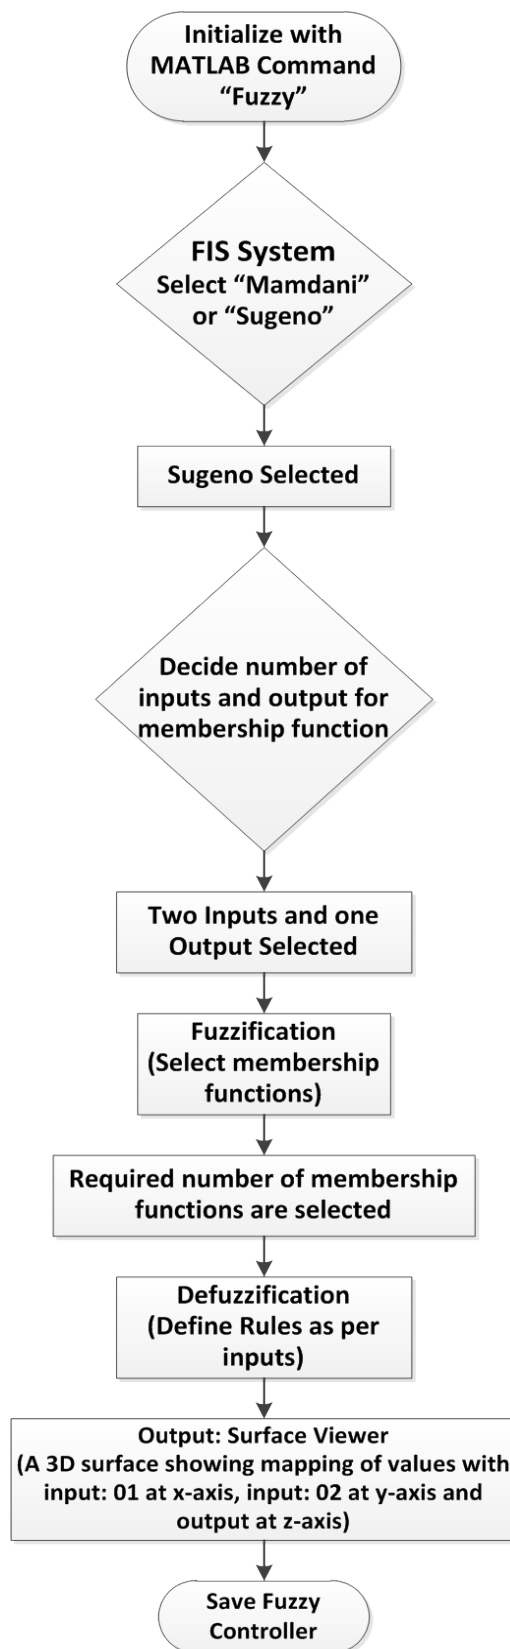 Initialize with
MATLAB Command
“Fuzzy”
FIS System
Select “Mamdani”
or “Sugeno”
Sugeno Selected
Decide number of
inputs and output for
membership function
Two Inputs and one
Output Selected
Fuzzification
(Select membership
functions)
Required number of membership
functions are selected
Defuzzification
(Define Rules as per
inputs)
Output: Surface Viewer
(A 3D surface showing mapping of values with
input: 01 at x-axis, input: 02 at y-axis and
output at z-axis)
Save Fuzzy
Controller